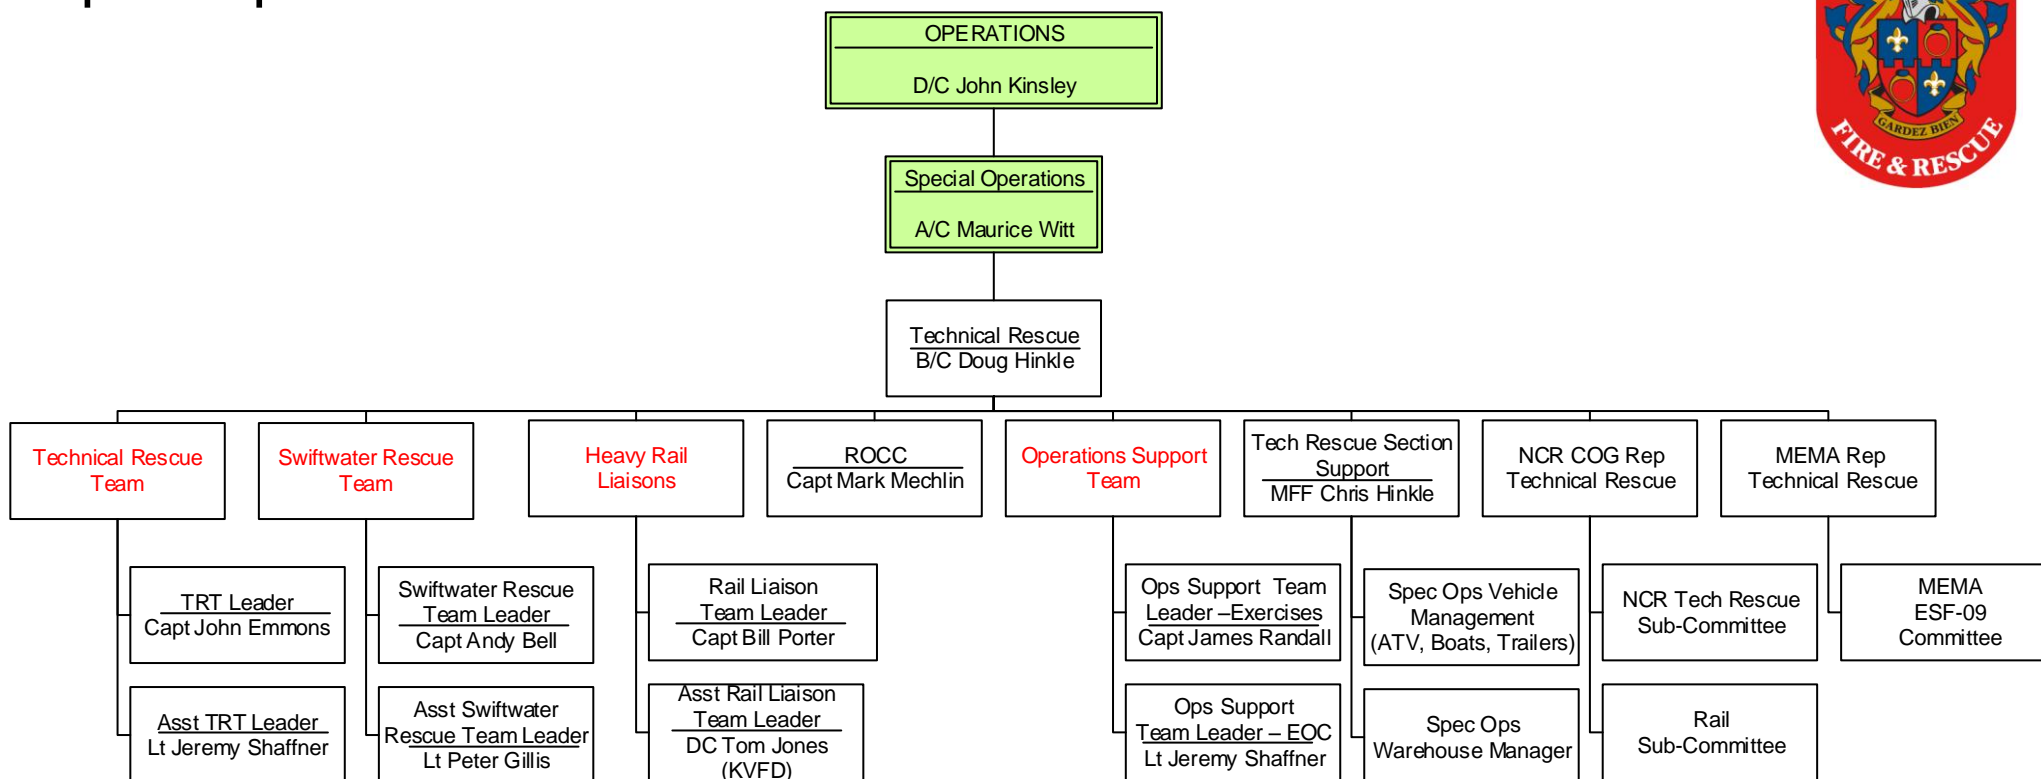 OPERATIONS
D/C John Kinsley
GARDEZ BIEN
FIRE & RESCUE
Special Operations
A/C Maurice Witt
Technical Rescue
B/C Doug Hinkle
Technical Rescue
Team
Swiftwater Rescue
Team
Heavy Rail
Liaisons
ROCC
Capt Mark Mechlin
Operations Support
Team
Tech Rescue Section
Support
MFF Chris Hinkle
NCR COG Rep
Technical Rescue
MEMA Rep
Technical Rescue
TRT Leader
Capt John Emmons
Swiftwater Rescue
Team Leader
Capt Andy Bell
Rail Liaison
Team Leader
Capt Bill Porter
Ops Support Team
Leader –Exercises
Capt James Randall
Spec Ops Vehicle
Management
(ATV, Boats, Trailers)
NCR Tech Rescue
Sub-Committee
MEMA
ESF-09
Committee
Asst TRT Leader
Lt Jeremy Shaffner
Asst Swiftwater
Rescue Team Leader
Lt Peter Gillis
Asst Rail Liaison
Team Leader
DC Tom Jones
(KVFD)
Ops Support
Team Leader – EOC
Lt Jeremy Shaffner
Spec Ops
Warehouse Manager
Rail
Sub-Committee